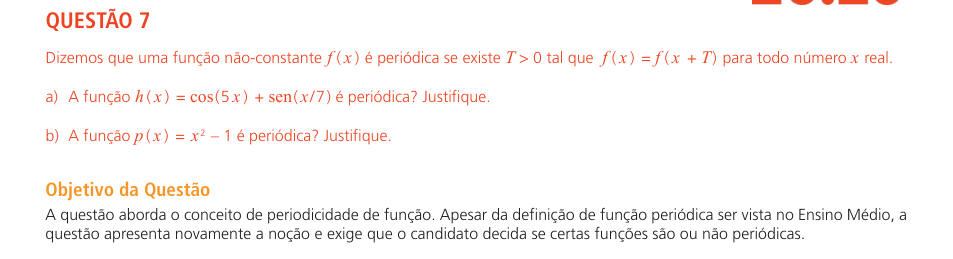 QUESTÃO 7
Dizemos que uma função não-constante f(x) é periódica se existe T > 0 tal que f(x) = f(x + T) para todo número x real.
a) A função h(x) = cos(5x) + sen(x/7) é periódica? Justifique.
b) A função p(x) = x² – 1 é periódica? Justifique.
Objetivo da Questão
A questão aborda o conceito de periodicidade de função. Apesar da definição de função periódica ser vista no Ensino Médio, a
questão apresenta novamente a noção e exige que o candidato decida se certas funções são ou não periódicas.